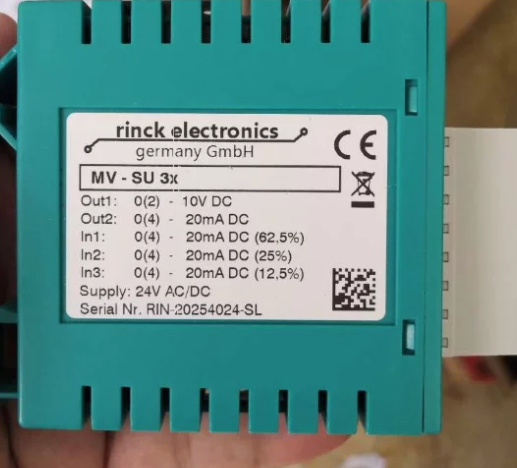 rinck electronics
germany GmbH
CE
MV - SU 3x
Out1: 0(2) - 10V DC
Out2: 0(4) - 20mA DC
In1: 0(4) - 20mA DC (62,5%)
In2: 0(4) - 20mA DC (25%)
In3: 0(4) - 20mA DC (12,5%)
Supply: 24V AC/DC
Serial Nr. RIN-20254024-SL